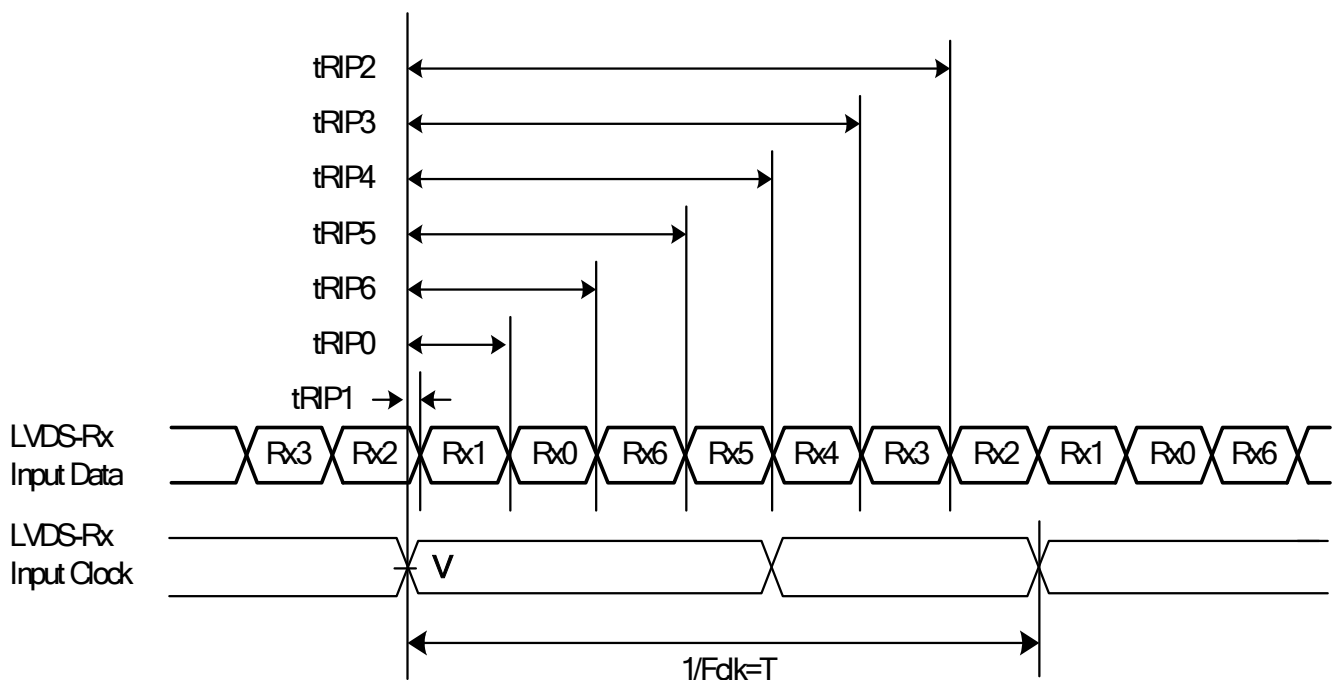 tRIP2
tRIP3
tRIP4
tRIP5
tRIP6
tRIP0
tRIP1
LVDS-Rx
Input Data
Rx3 Rx2 Rx1 Rx0 Rx6 Rx5 Rx4 Rx3 Rx2 Rx1 Rx0 Rx6
LVDS-Rx
Input Clock
V
1/Fclk=T